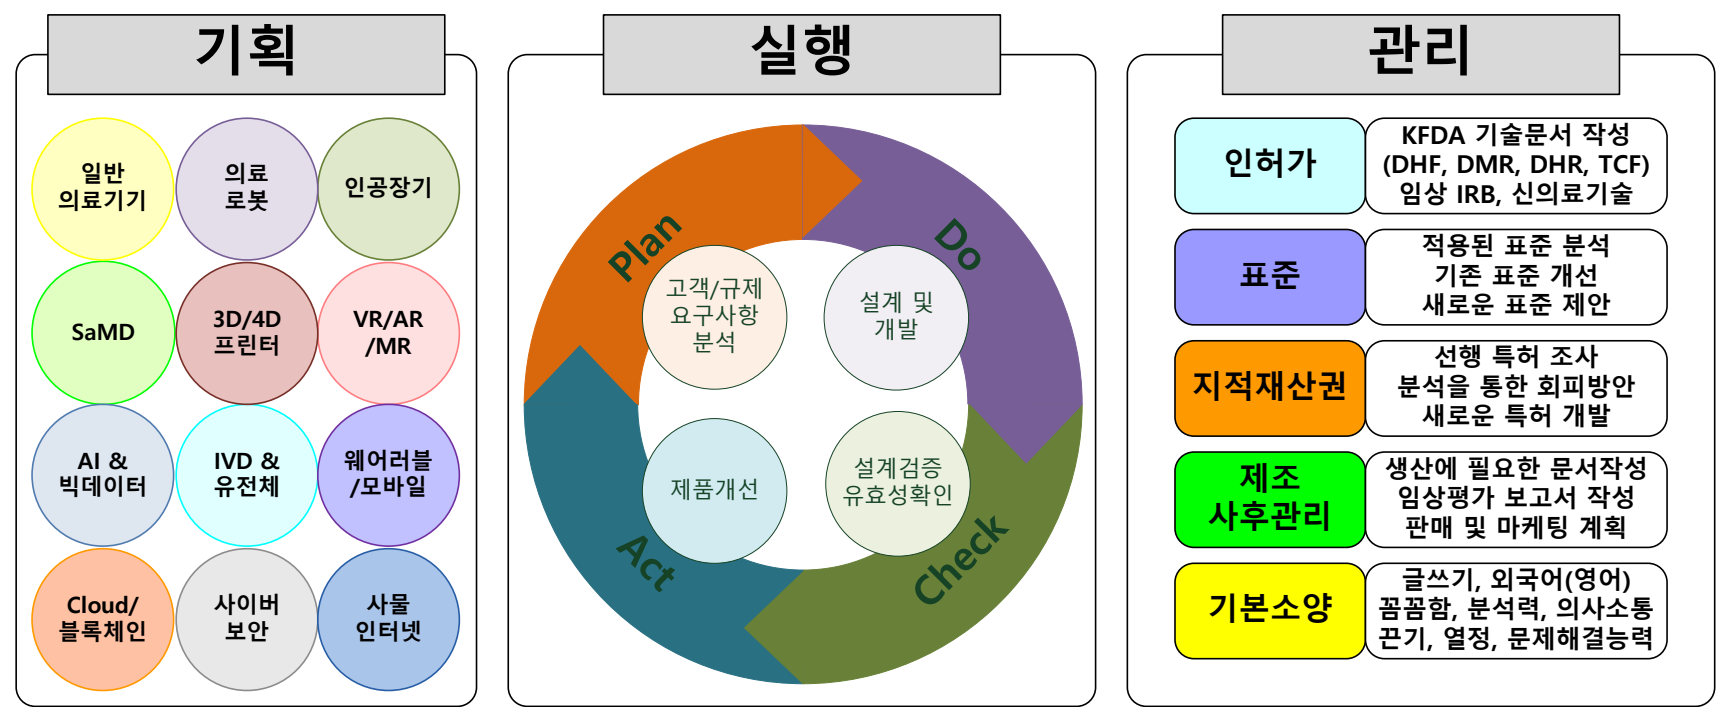 기획
일반
의료기기
의료
로봇
인공장기
SaMD
3D/4D
프린터
VR/AR
/MR
AI &
빅데이터
IVD &
유전체
웨어러블
/모바일
Cloud/
블록체인
사이버
보안
사물
인터넷
실행
Plan
Do
고객/규제
요구사항
분석
설계 및
개발
제품개선
설계검증
유효성확인
Act
Check
관리
인허가
KFDA 기술문서 작성
(DHF, DMR, DHR, TCF)
임상 IRB, 신의료기술
표준
적용된 표준 분석
기존 표준 개선
새로운 표준 제안
지적재산권
선행 특허 조사
분석을 통한 회피방안
새로운 특허 개발
제조
사후관리
생산에 필요한 문서작성
임상평가 보고서 작성
판매 및 마케팅 계획
기본소양
글쓰기, 외국어(영어)
꼼꼼함, 분석력, 의사소통
끈기, 열정, 문제해결능력